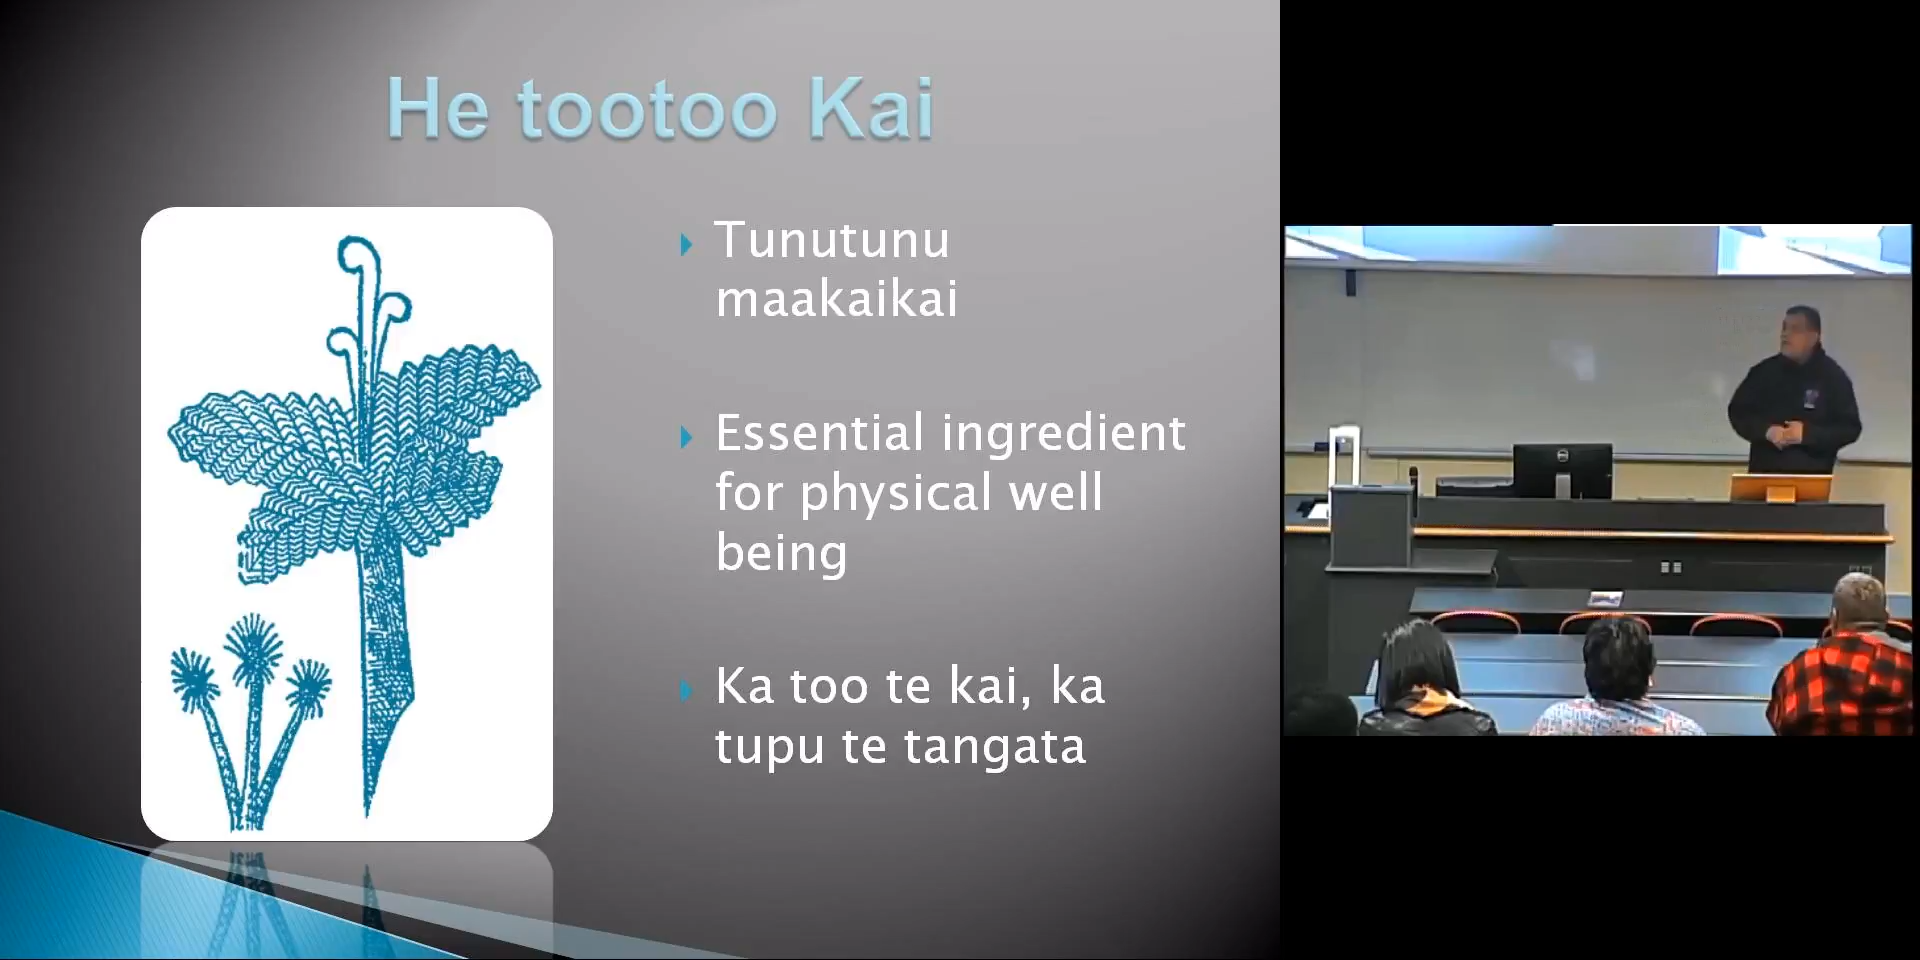 He tootoo Kai
Tunutunu
maakaikai
Essential ingredient
for physical well
being
Ka too te kai, ka
tupu te tangata